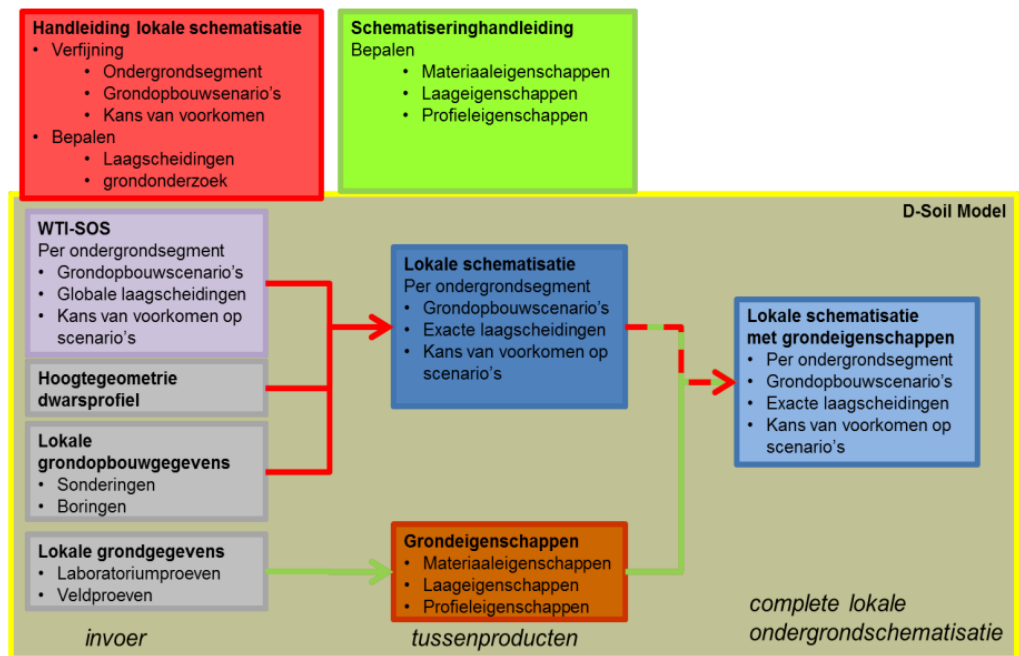 Handleiding lokale schematisatie
• Verfijning
• Ondergrondsegment
• Grondopbouwsenario's
• Kans van voorkomen
• Bepalen
• Laagscheidingen
• grondonderzoek
Schematiseringhandleiding
Bepalen
• Materiaaleigenschappen
• Laageigenschappen
• Profieleigenschappen
D-Soil Model
WTI-SOS
Per ondergrondsegment
• Grondopbouwscenario's
• Globale laagscheidingen
• Kans van voorkomen op
scenario's
Hoogtegeometrie
dwarsprofiel
Lokale
grondopbouwgegevens
• Sonderingen
• Boringen
Lokale grondgegevens
• Laboratoriumproeven
• Veldproeven
invoer
Lokale schematisatie
Per ondergrondsegment
• Grondopbouwscenario's
• Exacte laagscheidingen
• Kans van voorkomen op
scenario's
Grondeigenschappen
• Materiaaleigenschappen
• Laageigenschappen
• Profieleigenschappen
tussenproducten
Lokale schematisatie
met grondeigenschappen
• Per ondergrondsegment
• Grondopbouwscenario's
• Exacte laagscheidingen
• Kans van voorkomen op
scenario's
complete lokale
ondergrondschematisatie